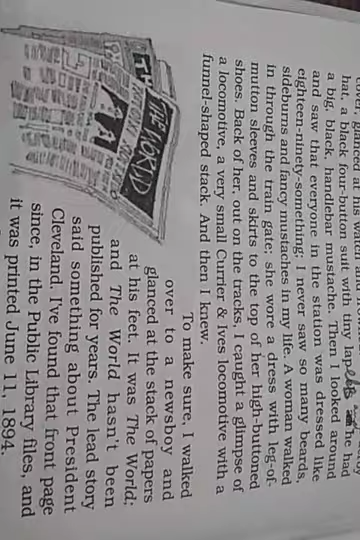 hat, a black four-button suit with tiny lapels he had
a big, black, handlebar mustache. Then I looked around
and saw that everyone in the station was dressed like
eighteen-ninety-something; I never saw so many beards,
sideburns and fancy mustaches in my life. A woman walked
in through the train gate; she wore a dress with leg-of-
mutton sleeves and skirts to the top of her high-buttoned
shoes. Back of her, out on the tracks, I caught a glimpse of
a locomotive, a very small Currier & Ives locomotive with a
funnel-shaped stack. And then I knew.
To make sure, I walked
over to a newsboy and
glanced at the stack of papers
at his feet. It was The World;
and The World hasn't been
published for years. The lead story
said something about President
Cleveland. I've found that front page
since, in the Public Library files, and
it was printed June 11, 1894.
THE WORLD